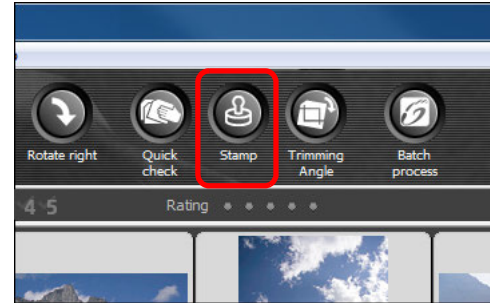 Rotate right
Quick
check
Stamp
Trimming
Angle
Batch
process
4 5
Rating